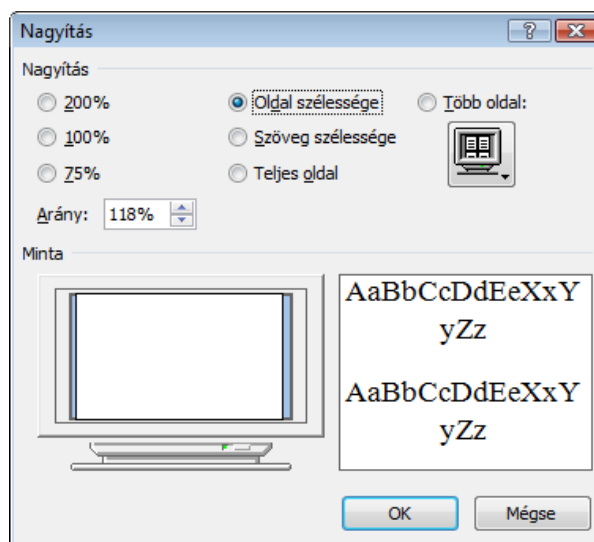 Nagyítás
Nagyítás
200%
Oldal szélessége
Több oldal:
100%
Szöveg szélessége
75%
Teljes oldal
Arány: 118%
Minta
AaBbCcDdEeXxY
yZz
AaBbCcDdEeXxY
yZz
OK
Mégse